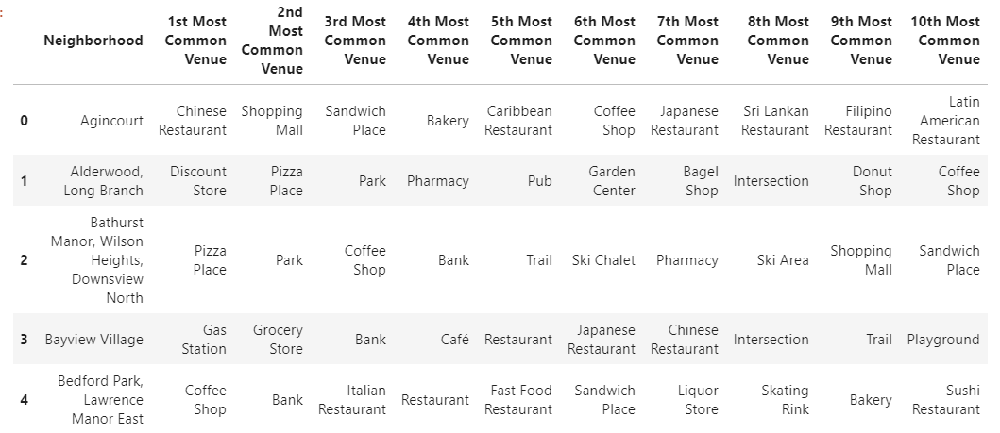 :
Neighborhood 1st Most Common Venue 2nd Most Common Venue 3rd Most Common Venue 4th Most Common Venue 5th Most Common Venue 6th Most Common Venue 7th Most Common Venue 8th Most Common Venue 9th Most Common Venue 10th Most Common Venue
0 Agincourt Chinese Restaurant Shopping Mall Sandwich Place Bakery Caribbean Restaurant Coffee Shop Japanese Restaurant Sri Lankan Restaurant Filipino Restaurant Latin American Restaurant
1 Alderwood, Long Branch Discount Store Pizza Place Park Pharmacy Pub Garden Center Bagel Shop Intersection Donut Shop Coffee Shop
2 Bathurst Manor, Wilson Heights, Downsview North Pizza Place Park Coffee Shop Bank Trail Ski Chalet Pharmacy Ski Area Shopping Mall Sandwich Place
3 Bayview Village Gas Station Grocery Store Bank Café Restaurant Japanese Restaurant Chinese Restaurant Intersection Trail Playground
4 Bedford Park, Lawrence Manor East Coffee Shop Bank Italian Restaurant Restaurant Fast Food Restaurant Sandwich Place Liquor Store Skating Rink Bakery Sushi Restaurant